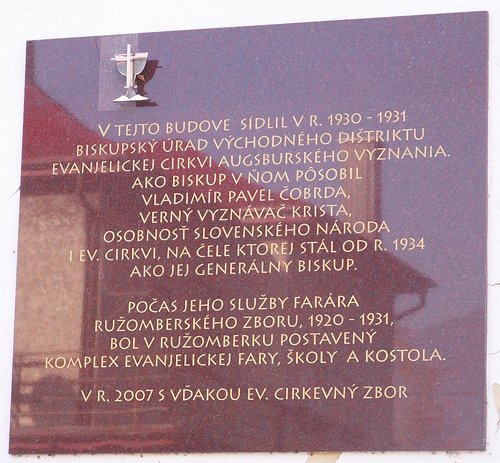 V TEJTO BUDOVE SÍDLIL V R. 1930 - 1931
BISKUPSKÝ ÚRAD VÝCHODNÉHO DIŠTRIKTU
EVANJELICKEJ CIRKVI AUGSBURSKÉHO VYZNANIA.
AKO BISKUP V ŇOM PÔSOBIL
VLADIMÍR PAVEL ČOBRDA,
VERNÝ VYZNÁVAČ KRISTA,
OSOBNOSŤ SLOVENSKÉHO NÁRODA
I EV. CIRKVI, NA ČELE KTOREJ STÁL OD R. 1934
AKO JEJ GENERÁLNY BISKUP.
POČAS JEHO SLUŽBY FARÁRA
RUŽOMBERSKÉHO ZBORU, 1920 - 1931,
BOL V RUŽOMBERKU POSTAVENÝ
KOMPLEX EVANJELICKEJ FARY, ŠKOLY A KOSTOLA.
V R. 2007 S VĎAKOU EV. CIRKEVNÝ ZBOR